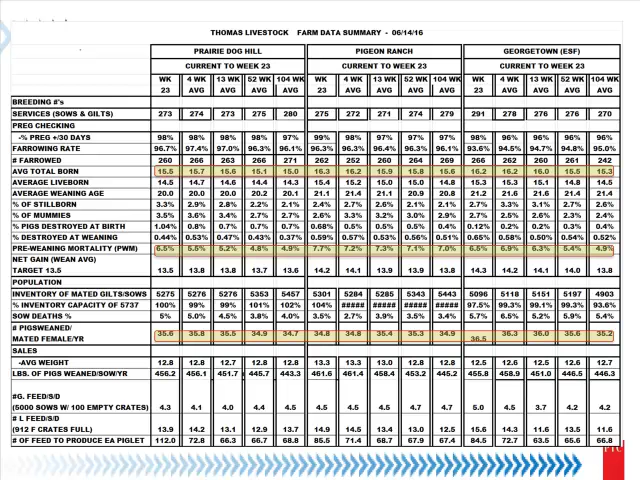 THOMAS LIVESTOCK FARM DATA SUMMARY - 06/14/16
PRAIRIE DOG HILL PIGEON RANCH GEORGETOWN (ESF)
CURRENT TO WEEK 23 CURRENT TO WEEK 23 CURRENT TO WEEK 23
WK 4 WK 13 WK 52 WK 104 WK WK 4 WK 13 WK 52 WK 104 WK WK 4 WK 13 WK 52 WK 104 WK
23 AVG AVG AVG AVG 23 AVG AVG AVG AVG 23 AVG AVG AVG AVG
BREEDING #'s
SERVICES (SOWS & GILTS) 273 274 273 275 280 275 272 271 274 279 291 278 276 276 270
PREG CHECKING
-% PREG +/30 DAYS 98% 98% 98% 98% 97% 99% 98% 97% 97% 97% 98% 96% 96% 96% 96%
FARROWING RATE 96.7% 97.4% 97.0% 96.3% 96.1% 96.3% 96.3% 96.4% 96.3% 96.1% 93.6% 94.5% 94.7% 94.8% 95.0%
# FARROWED 260 266 263 266 271 262 252 260 264 269 266 262 260 261 242
AVG TOTAL BORN 15.5 15.7 15.6 15.1 15.0 16.3 16.2 15.9 15.8 15.6 16.2 16.2 16.0 15.5 15.3
AVERAGE LIVEBORN 14.5 14.7 14.6 14.4 14.3 15.4 15.2 15.0 15.0 14.8 15.3 15.3 15.1 14.8 14.5
AVERAGE WEANING AGE 20.0 20.0 20.0 20.2 20.1 21.1 21.4 21.1 20.9 20.8 21.2 21.6 21.6 21.4 21.4
% OF STILLBORN 3.3% 2.9% 2.8% 2.2% 2.1% 2.4% 2.7% 2.6% 2.1% 2.1% 2.7% 3.3% 3.1% 2.7% 2.6%
% OF MUMMIES 3.5% 3.6% 3.4% 2.7% 2.7% 2.6% 3.3% 3.2% 3.0% 2.9% 2.7% 2.5% 2.6% 2.3% 2.4%
% PIGS DESTROYED AT BIRTH 1.04% 0.8% 0.7% 0.7% 0.7% 0.68% 0.5% 0.5% 0.5% 0.4% 0.12% 0.2% 0.2% 0.3% 0.4%
% DESTROYED AT WEANING 0.44% 0.53% 0.47% 0.43% 0.37% 0.59% 0.57% 0.53% 0.56% 0.51% 0.65% 0.58% 0.50% 0.54% 0.52%
PRE-WEANING MORTALITY (PWM) 6.5% 5.5% 5.2% 4.8% 4.9% 7.7% 7.2% 7.3% 7.1% 7.0% 6.5% 6.9% 6.3% 5.4% 4.9%
NET GAIN (WEAN AVG)
TARGET 13.5 13.5 13.8 13.8 13.7 13.6 14.2 14.1 13.9 13.9 13.8 14.3 14.2 14.1 14.0 13.8
POPULATION
INVENTORY OF MATED GILTS/SOWS 5275 5276 5276 5353 5457 5301 5284 5285 5343 5443 5096 5118 5151 5197 4903
% INVENTORY CAPACITY OF 5737 100% 99% 99% 101% 102% 104% ##### ##### ##### ##### 97.5% 99.3% 99.1% 99.3% 93.6%
SOW DEATHS % 5% 5.0% 4.5% 3.8% 4.0% 3.5% 2.7% 3.9% 3.5% 3.4% 5.7% 6.5% 5.2% 5.9% 5.4%
# PIGSWEANED/ 35.6 35.8 35.5 34.9 34.7 34.8 34.8 35.4 35.3 34.9 36.3 36.0 35.6 35.2
MATED FEMALE/YR 36.5
SALES
-AVG WEIGHT 12.8 12.8 12.7 12.8 12.8 13.3 13.3 13.0 12.8 12.8 12.5 12.6 12.5 12.6 12.7
LBS. OF PIGS WEANED/SOW/YR 456.2 456.1 451.7 445.7 443.3 461.6 461.4 458.4 453.2 445.2 455.8 458.9 451.0 446.5 446.3
#G. FEED/S/D
(5000 SOWS W/ 100 EMPTY CRATES) 4.3 4.1 4.0 4.4 4.5 4.5 4.5 4.5 4.7 4.7 5.0 4.5 3.7 4.2 4.2
# L FEED/S/D
(912 F CRATES FULL) 13.9 14.2 13.1 12.9 13.7 14.9 14.5 13.4 13.0 12.5 15.6 14.3 11.6 13.5 11.6
# OF FEED TO PRODUCE EA PIGLET 112.0 72.8 66.3 66.7 68.8 85.5 71.4 68.7 67.9 67.4 84.5 72.7 63.5 65.6 66.8